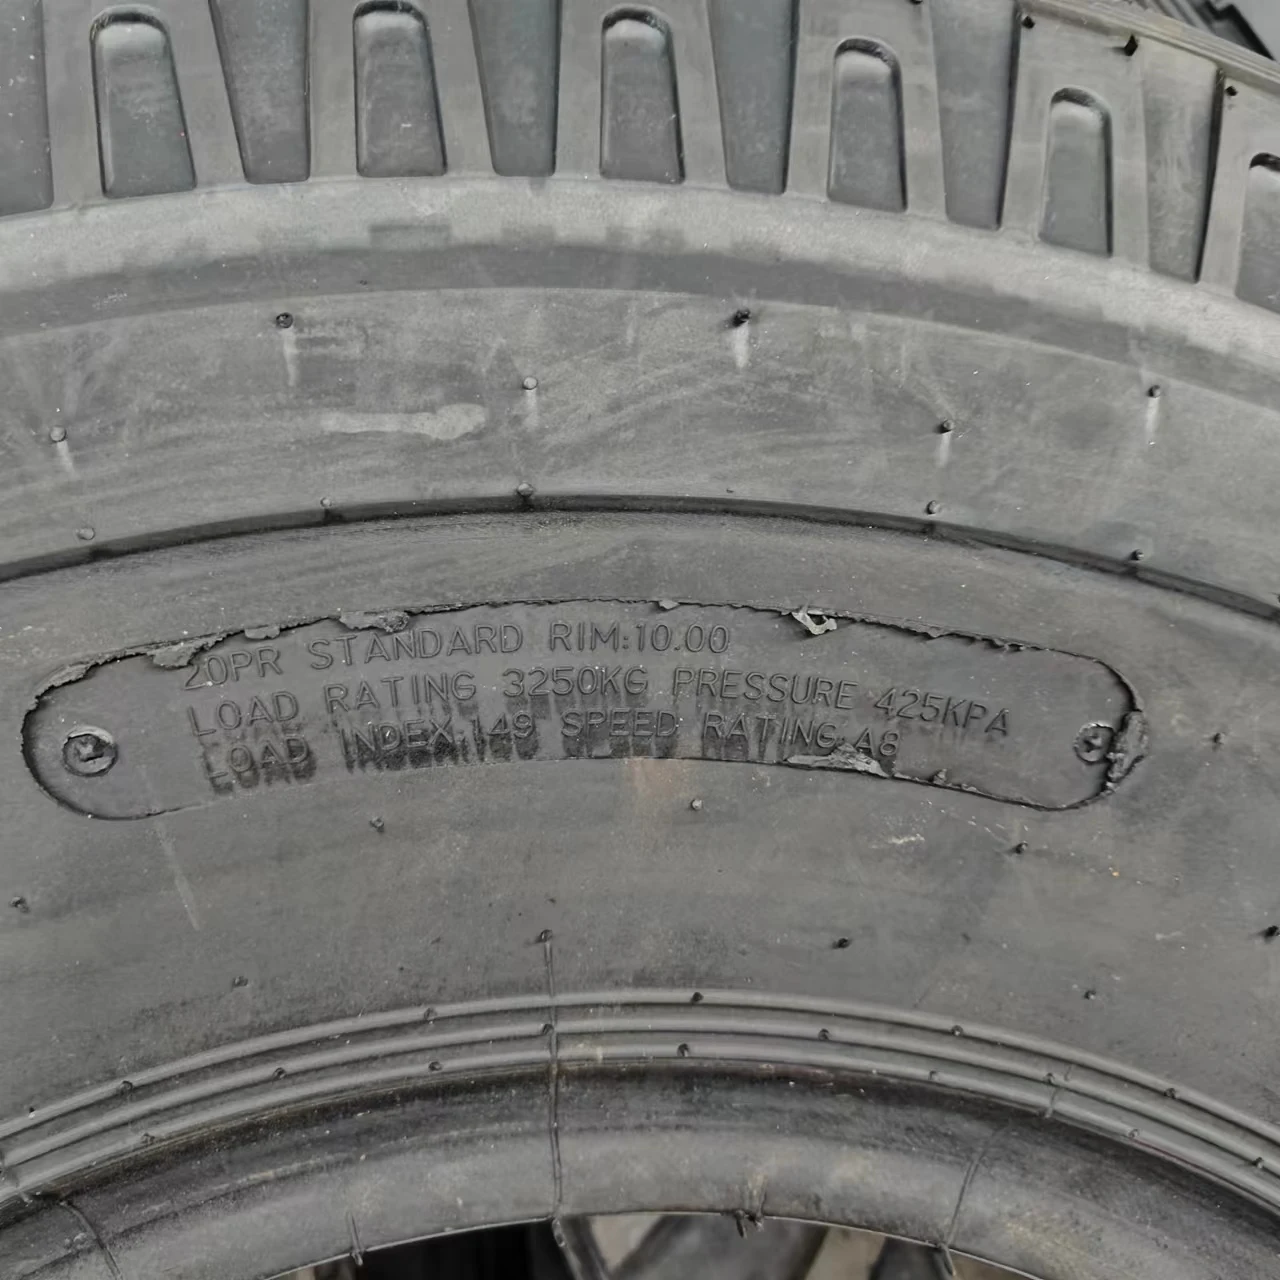 20PR STANDARD RIM:10.00
LOAD RATING 3250KG PRESSURE 425KPA
LOAD INDEX:149 SPEED RATING:A8